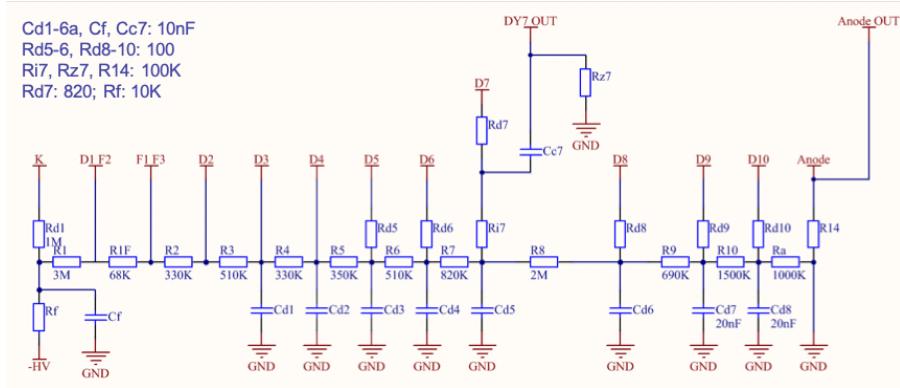 Cd1-6a, Cf, Cc7: 10nF
Rd5-6, Rd8-10: 100
Ri7, Rz7, R14: 100K
Rd7: 820; Rf: 10K
DY7 OUT
Anode OUT
Rz7
GND
D7
Rd7
Cc7
K
D1 F2
F1 F3
D2
D3
D4
D5
D6
D8
D9
D10
Anode
Rd1
1M
Rd5
Rd6
Ri7
Rd8
Rd9
Rd10
R14
R1
3M
R1F
68K
R2
330K
R3
510K
R4
330K
R5
350K
R6
510K
R7
820K
R8
2M
R9
690K
R10
1500K
Ra
1000K
Rf
Cf
Cd1
Cd2
Cd3
Cd4
Cd5
Cd6
Cd7
20nF
Cd8
20nF
-HV
GND
GND
GND
GND
GND
GND
GND
GND
GND
GND